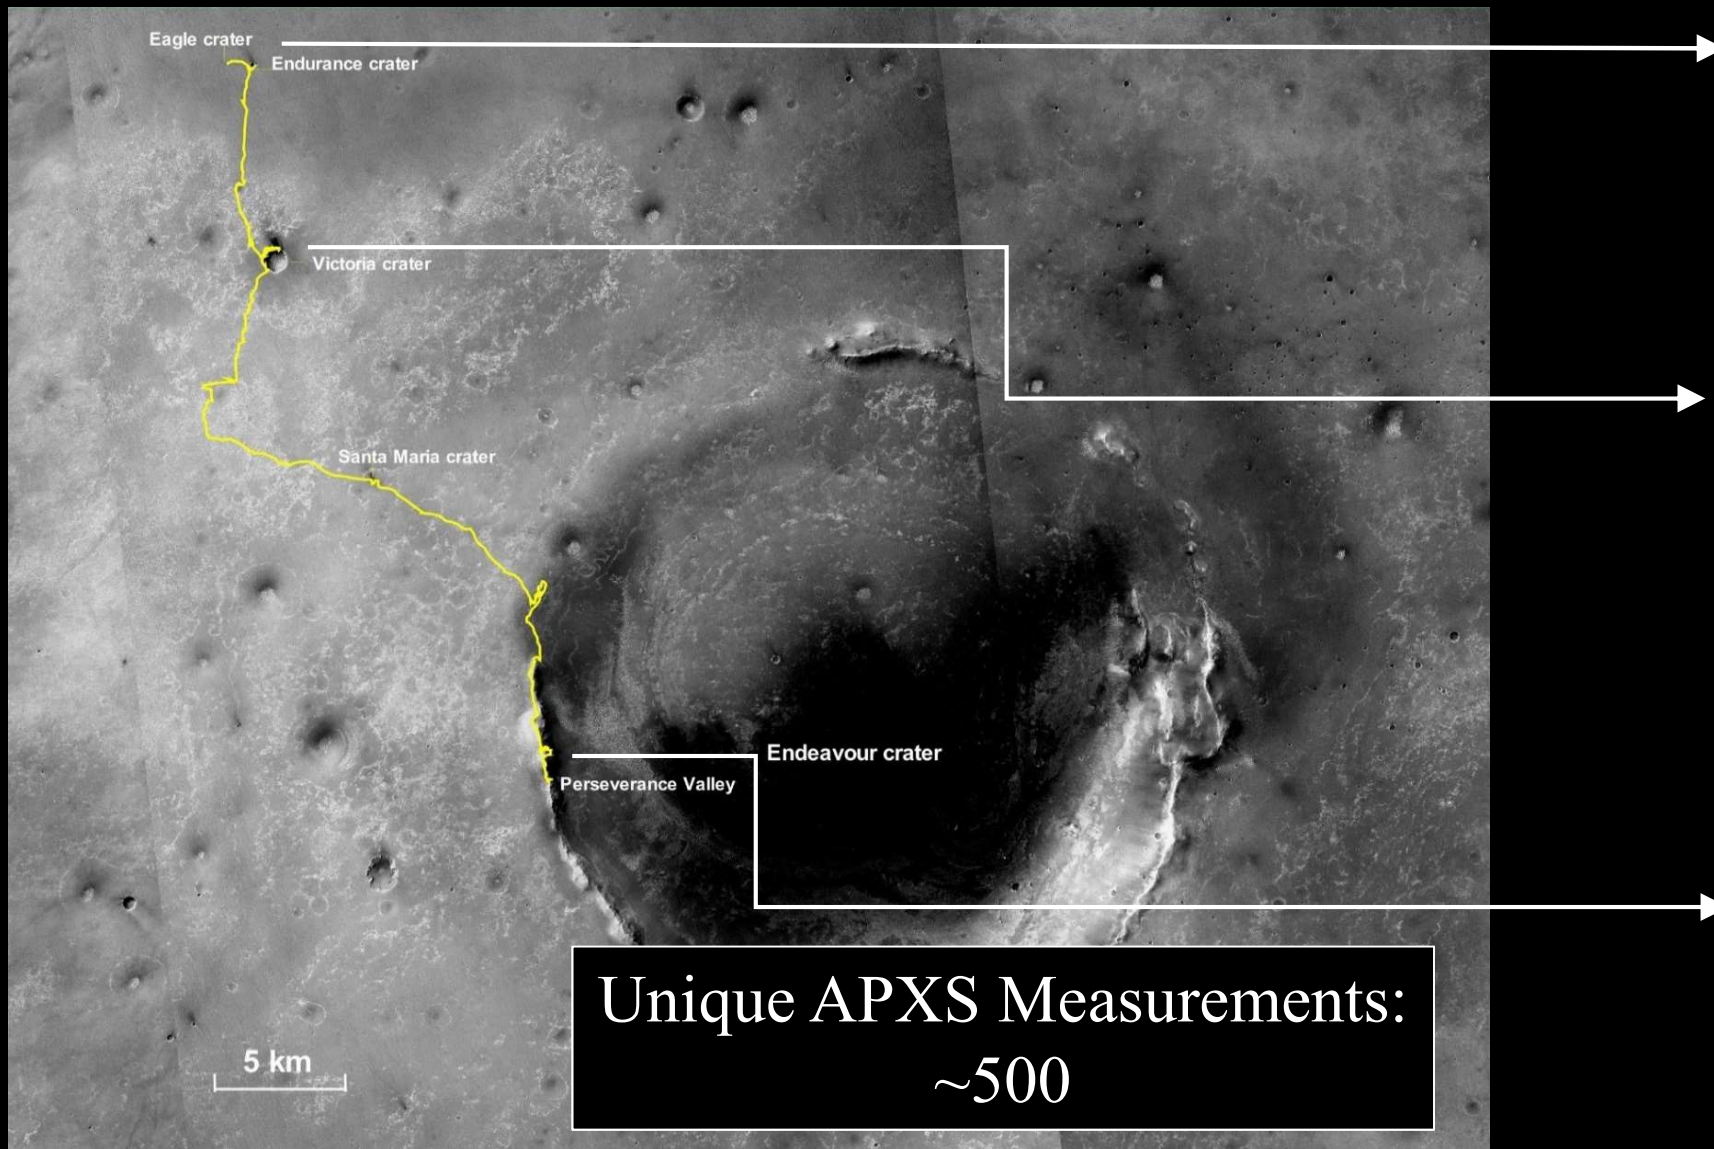 Eagle crater
Endurance crater
Victoria crater
Santa Maria crater
Endeavour crater
Perseverance Valley
5 km
Unique APXS Measurements:
~500